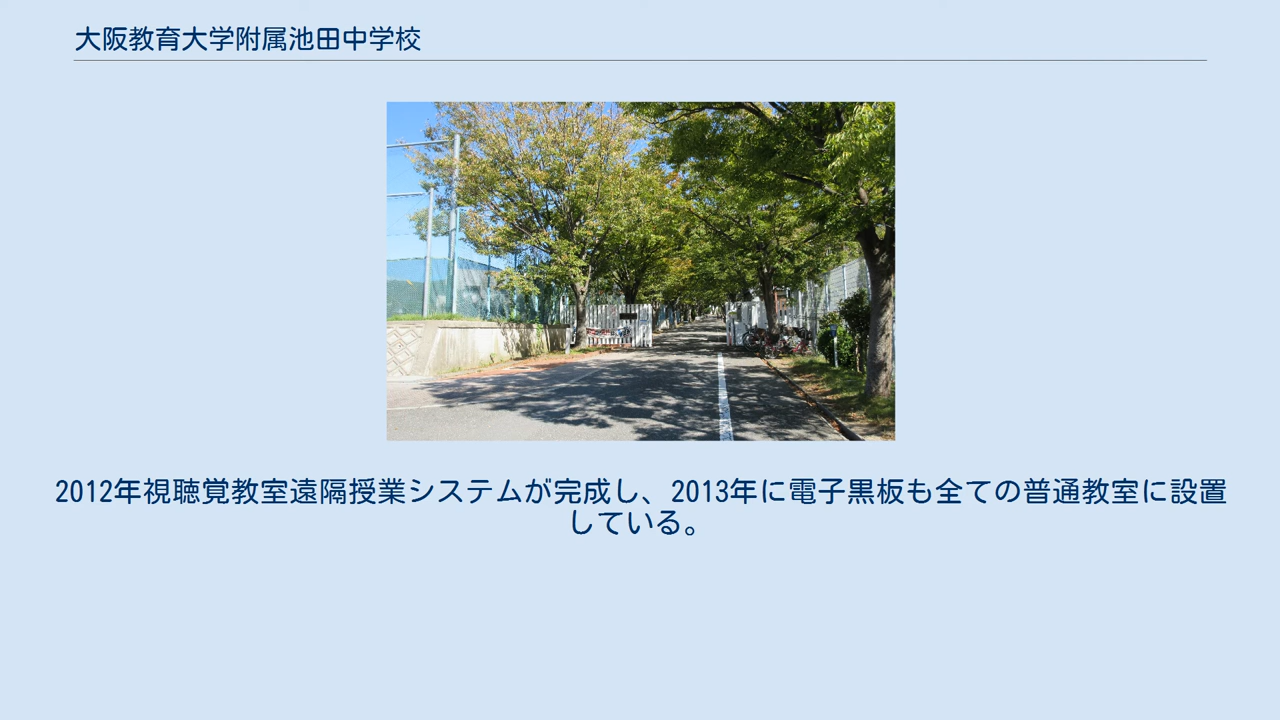 大阪教育大学附属池田中学校
2012年視聴覚教室遠隔授業システムが完成し、2013年に電子黒板も全ての普通教室に設置
している。